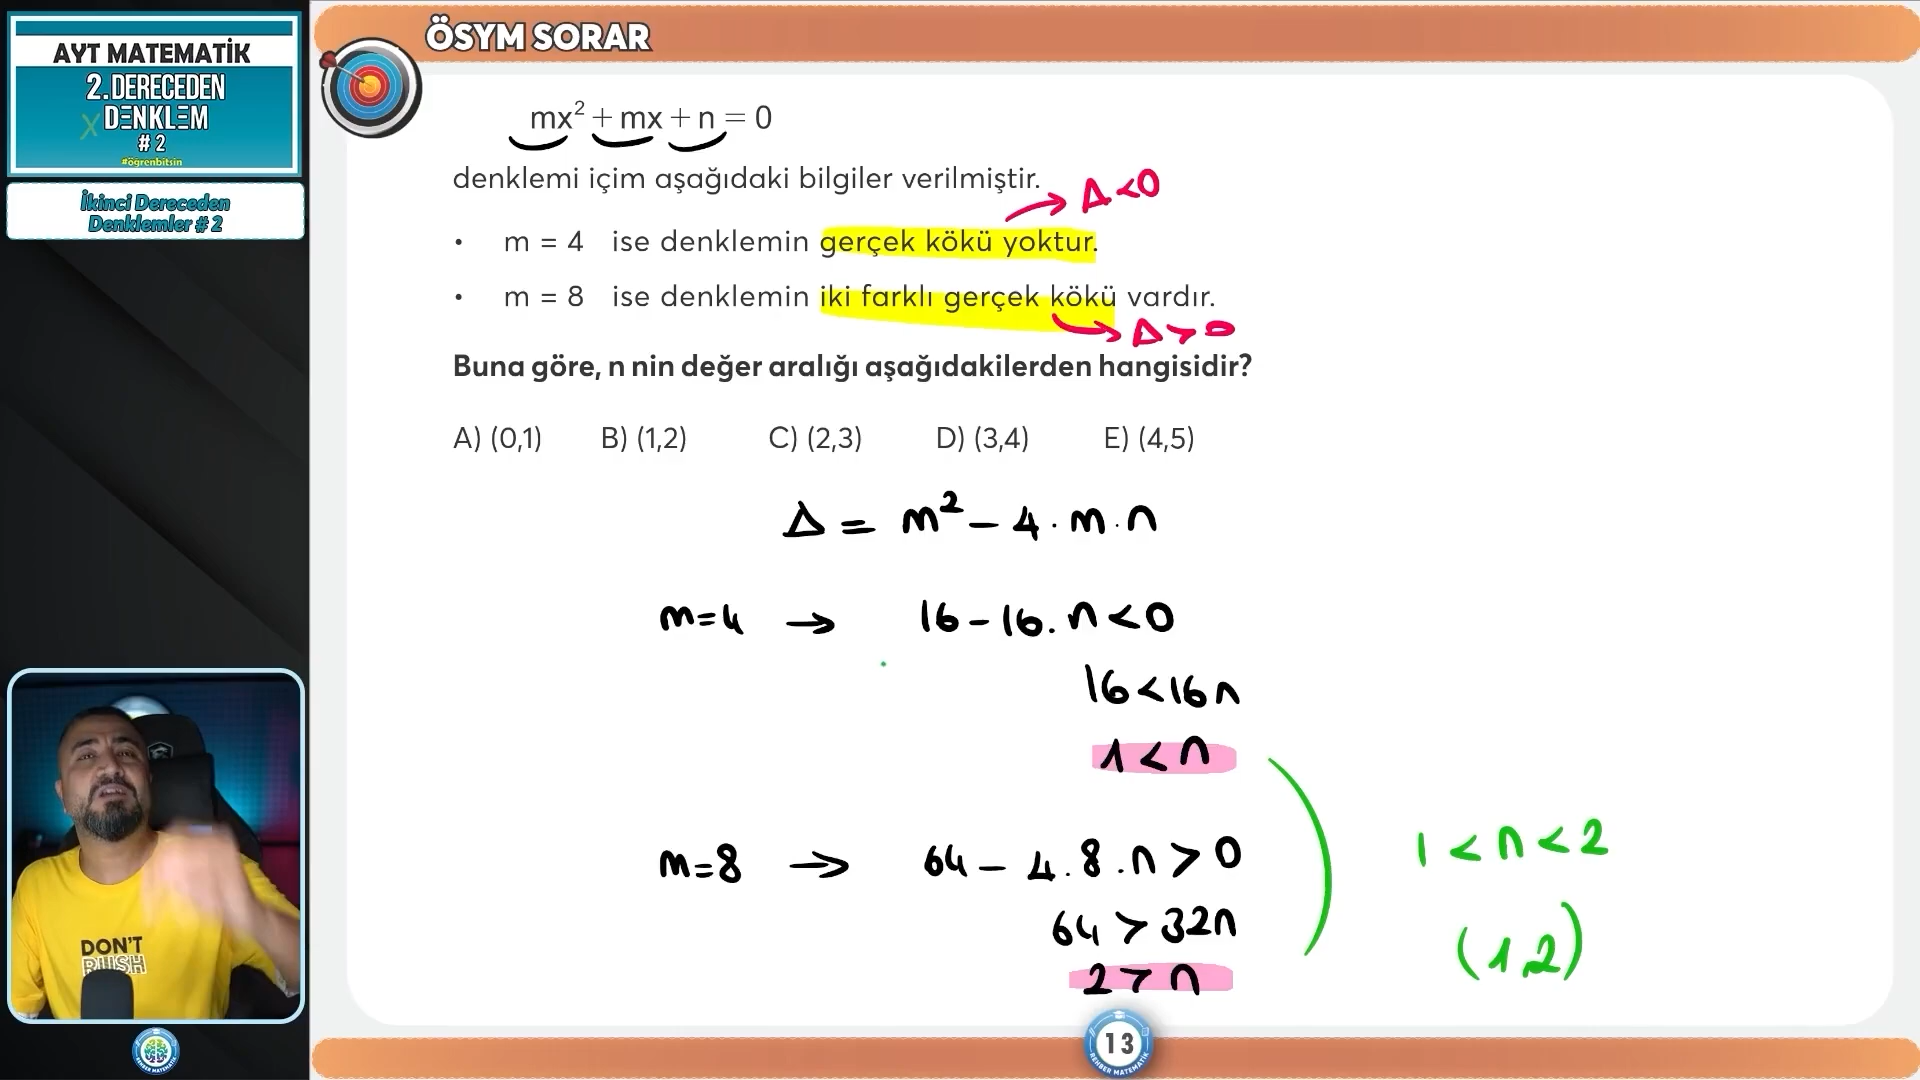 AYT MATEMATİK
2.DERECEDEN
DENKLEM
# 2
#öğrenbitsin
İkinci Dereceden
Denklemler # 2
ÖSYM SORAR
mx² + mx + n = 0
denklemi içim aşağıdaki bilgiler verilmiştir.
Δ < 0
• m = 4 ise denklemin gerçek kökü yoktur.
• m = 8 ise denklemin iki farklı gerçek kökü vardır.
Δ > 0
Buna göre, n nin değer aralığı aşağıdakilerden hangisidir?
A) (0,1) B) (1,2) C) (2,3) D) (3,4) E) (4,5)
Δ = m² - 4 . m . n
m=4 → 16 - 16 . n < 0
16 < 16n
1 < n
m=8 → 64 - 4 . 8 . n > 0
64 > 32n
2 > n
1 < n < 2
(1,2)
DON'T
RUSH
13
REHBER MATEMATİK